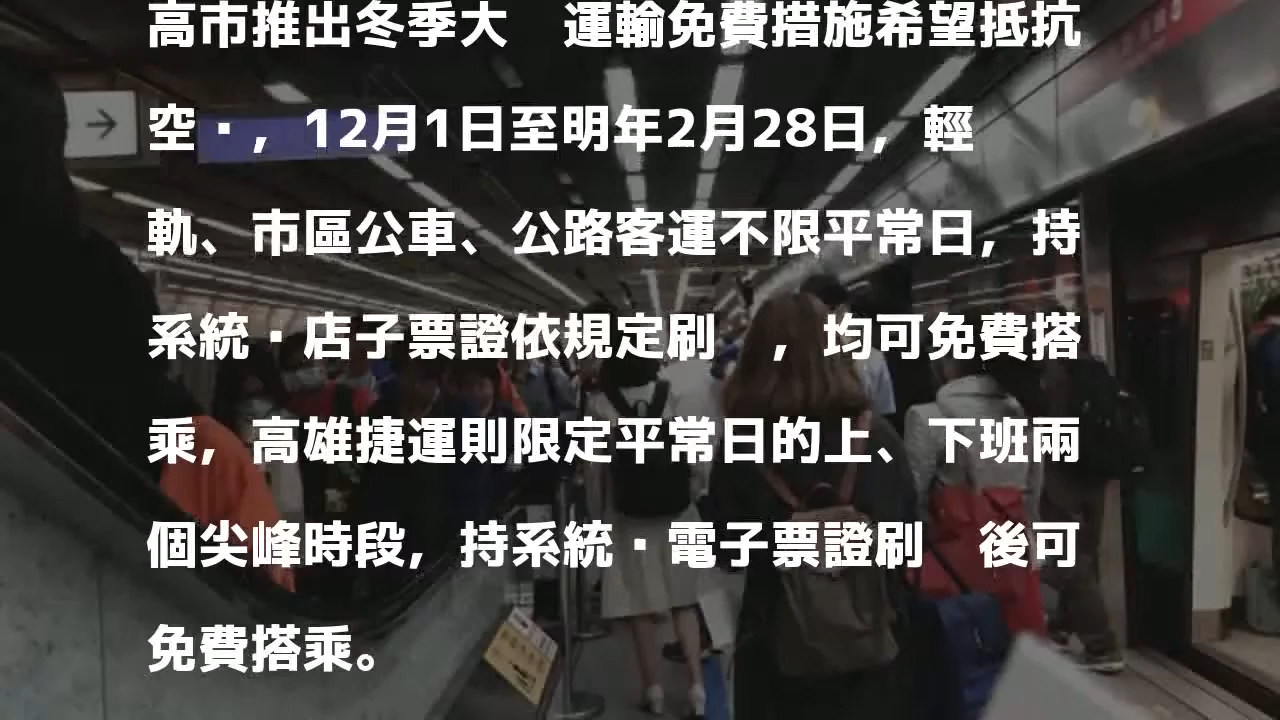 高市推出冬季大　運輸免費措施希望抵抗
空▪，12月1日至明年2月28日，輕
軌、市區公車、公路客運不限平常日，持
系統▪店子票證依規定刷　，均可免費搭
乘，高雄捷運則限定平常日的上、下班兩
個尖峰時段，持系統▪電子票證刷　後可
免費搭乘。